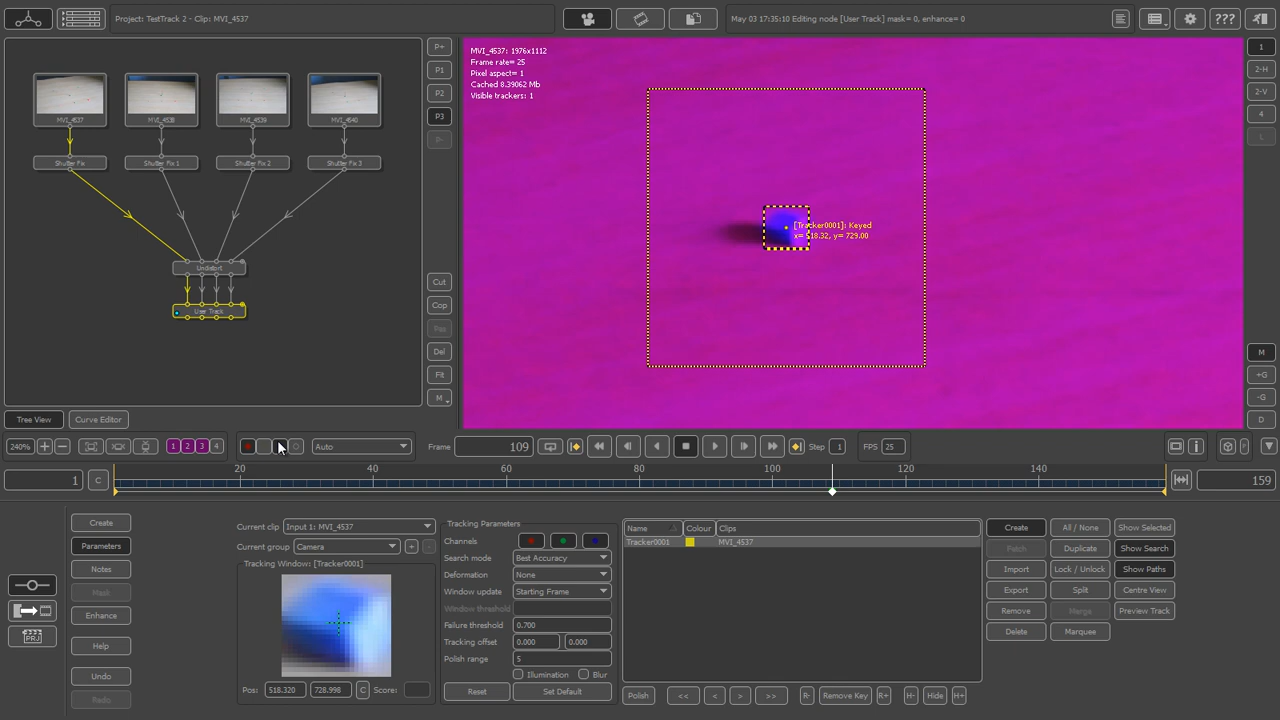 Project: TestTrack 2 - Clip: MVI_4537
May 03 17:35:10 Editing node [User Track] mask= 0, enhance= 0
???
MVI_4537: 1976x1112
Frame rate= 25
Pixel aspect= 1
Cached 8.39062 Mb
Visible trackers: 1
MVI_4537
MVI_4538
MVI_4539
MVI_4540
Shutter Fix
Shutter Fix 1
Shutter Fix 2
Shutter Fix 3
Undistort
User Track
P+
P1
P2
P3
P-
Cut
Cop
Pas
Del
Fit
M
[Tracker0001]: Keyed
x= 518.32, y= 729.00
1
2-H
2-V
4
L
M
+G
-G
D
Tree View
Curve Editor
240%
1 2 3 4
Auto
Frame 109
Step 1
FPS 25
F
1
C
20 40 60 80 100 120 140
159
Create
Parameters
Notes
Mask
Enhance
Help
Undo
Redo
PRJ
Current clip Input 1: MVI_4537
Current group Camera + -
Tracking Window: [Tracker0001]
Pos: 518.320 728.998 C Score:
Tracking Parameters
Channels
Search mode Best Accuracy
Deformation None
Window update Starting Frame
Window threshold
Failure threshold 0.700
Tracking offset 0.000 0.000
Polish range 5
Illumination Blur
Reset Set Default
Name Colour Clips
Tracker0001 MVI_4537
Polish << < > >> R- Remove Key R+ H- Hide H+
Create All / None Show Selected
Fetch Duplicate Show Search
Import Lock / Unlock Show Paths
Export Split Centre View
Remove Merge Preview Track
Delete Marquee